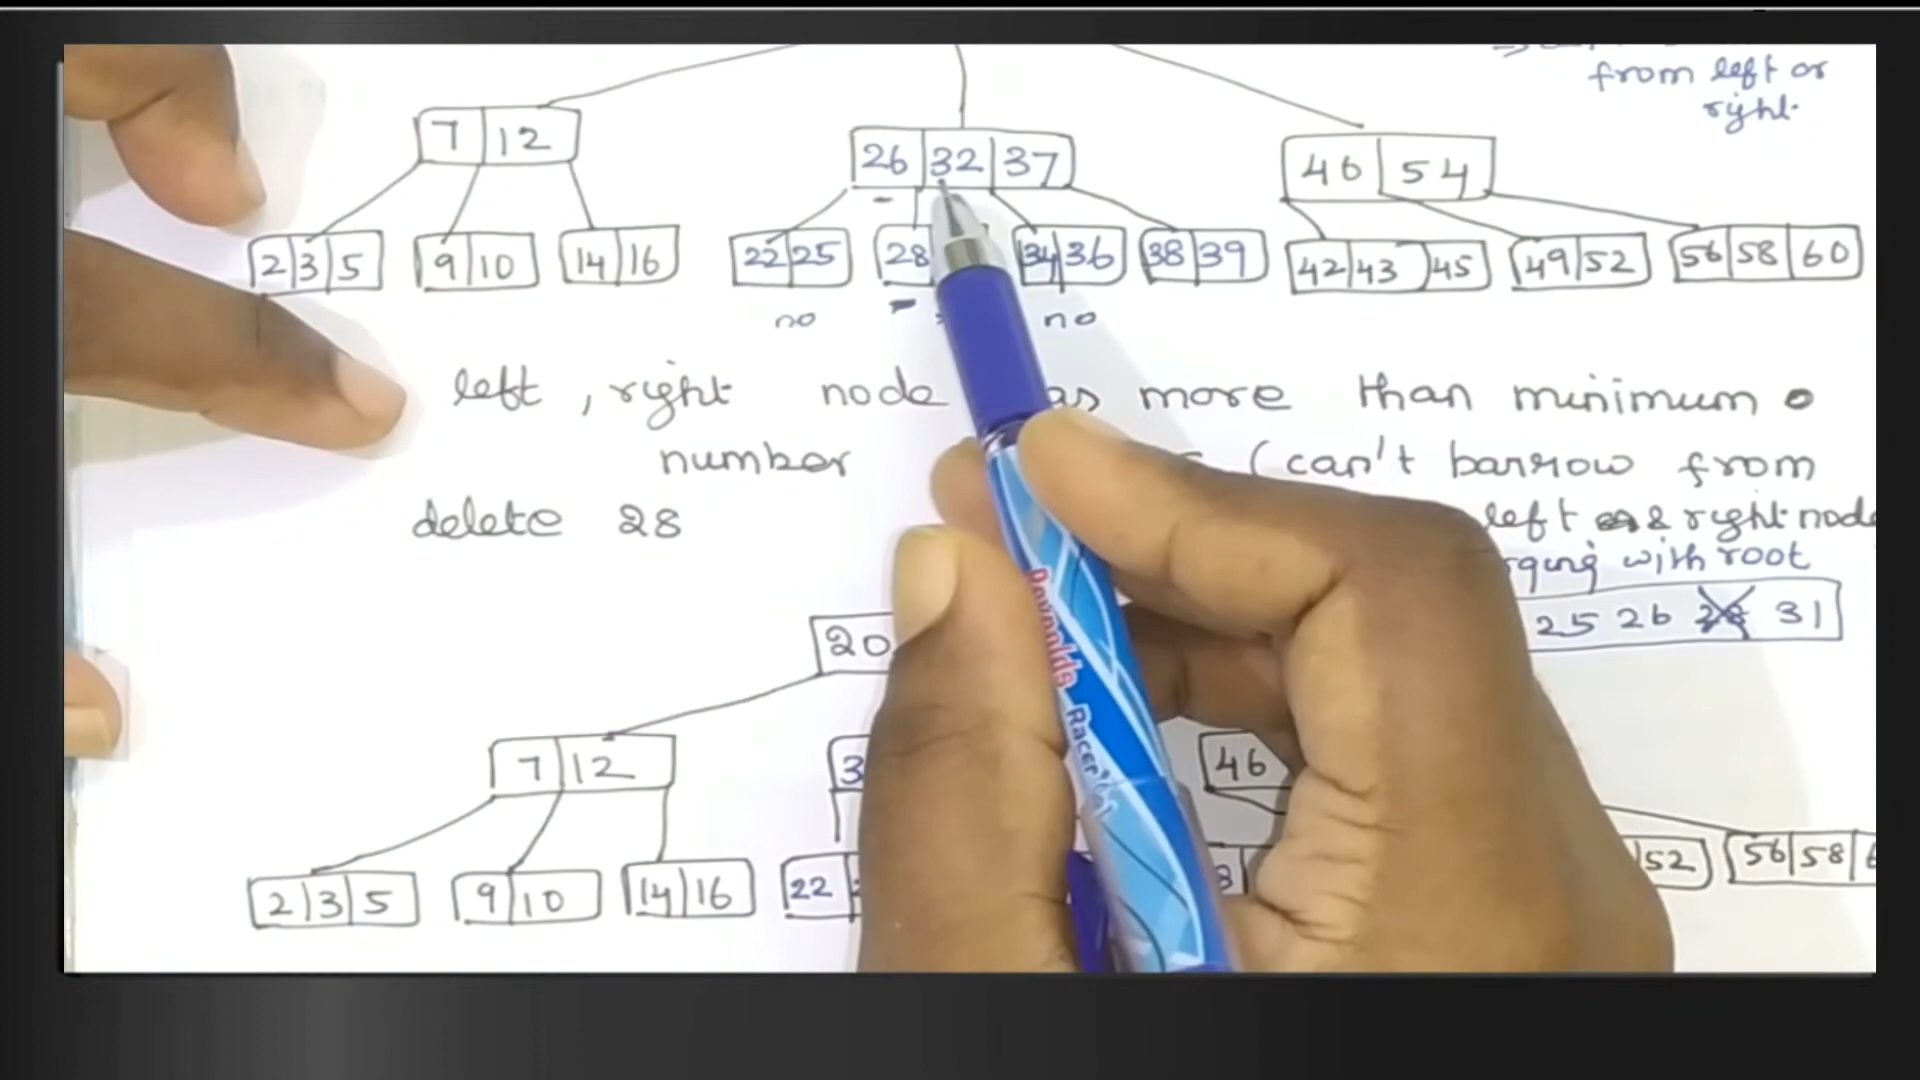 from left or
right
7 12
26 32 37
46 54
2 3 5
9 10
14 16
22 25
28
34 36
38 39
42 43 45
49 52
56 58 60
no
no
left, right node more than minimum
number (can't barrow from
left & right node
delete 28
with root
25 26 31
20
7 12
46
2 3 5
9 10
14 16
22
52
56 58
Reynolds Racer